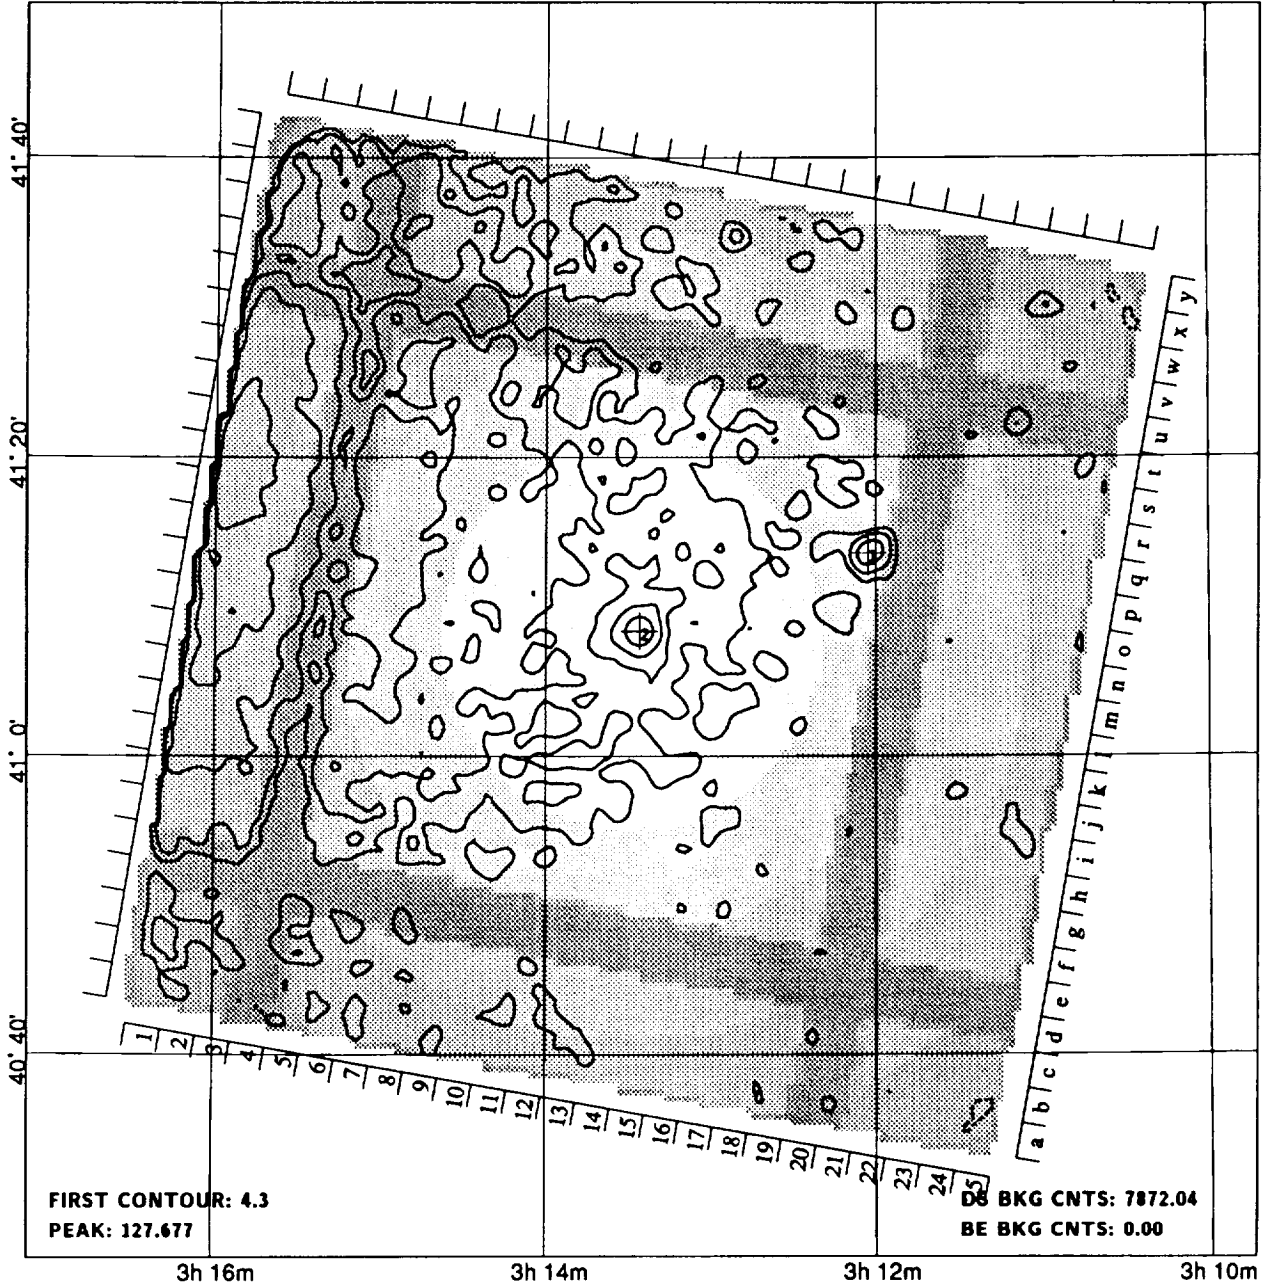 41° 40'
41° 20'
41° 0'
40° 40'
y
x
w
v
u
t
s
r
q
p
o
n
m
l
k
j
i
h
g
f
e
d
c
b
a
1
2
3
4
5
6
7
8
9
10
11
12
13
14
15
16
17
18
19
20
21
22
23
24
25
FIRST CONTOUR: 4.3
PEAK: 127.677
DS BKG CNTS: 7872.04
BE BKG CNTS: 0.00
3h 16m
3h 14m
3h 12m
3h 10m